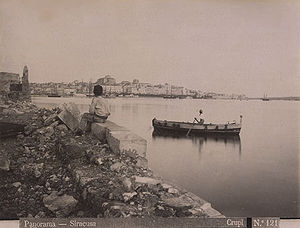 Panorama — Siracusa Crupi N.º 121